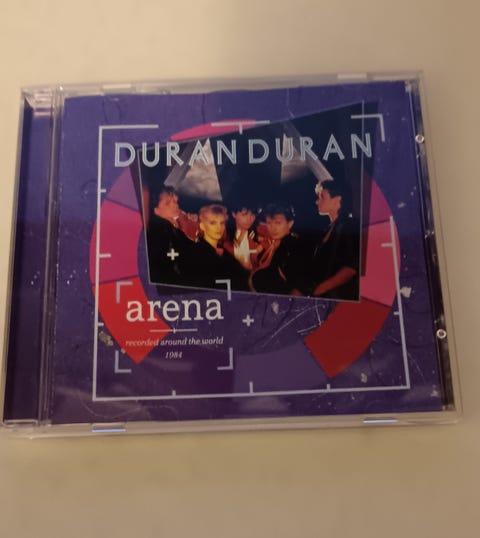 DURAN DURAN
arena
recorded around the world
1984